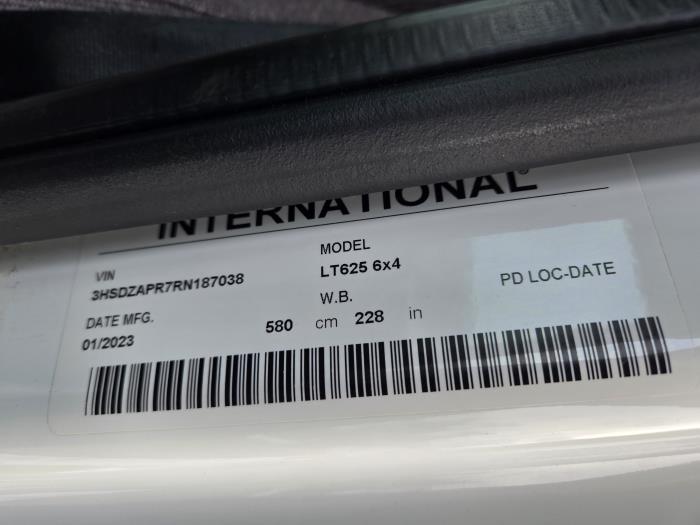 INTERNATIONAL®
VIN
3HSDZAPR7RN187038
MODEL
LT625 6x4
DATE MFG.
01/2023
W.B.
580 cm 228 in
PD LOC-DATE